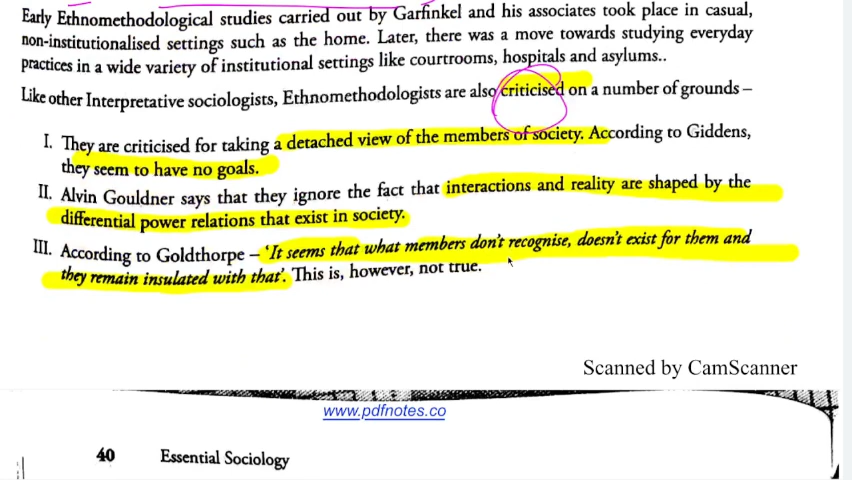 Early Ethnomethodological studies carried out by Garfinkel and his associates took place in casual,
non-institutionalised settings such as the home. Later, there was a move towards studying everyday
practices in a wide variety of institutional settings like courtrooms, hospitals and asylums..
Like other Interpretative sociologists, Ethnomethodologists are also criticised on a number of grounds –
I. They are criticised for taking a detached view of the members of society. According to Giddens,
they seem to have no goals.
II. Alvin Gouldner says that they ignore the fact that interactions and reality are shaped by the
differential power relations that exist in society.
III. According to Goldthorpe – 'It seems that what members don't recognise, doesn't exist for them and
they remain insulated with that'. This is, however, not true.
Scanned by CamScanner
www.pdfnotes.co
40 Essential Sociology